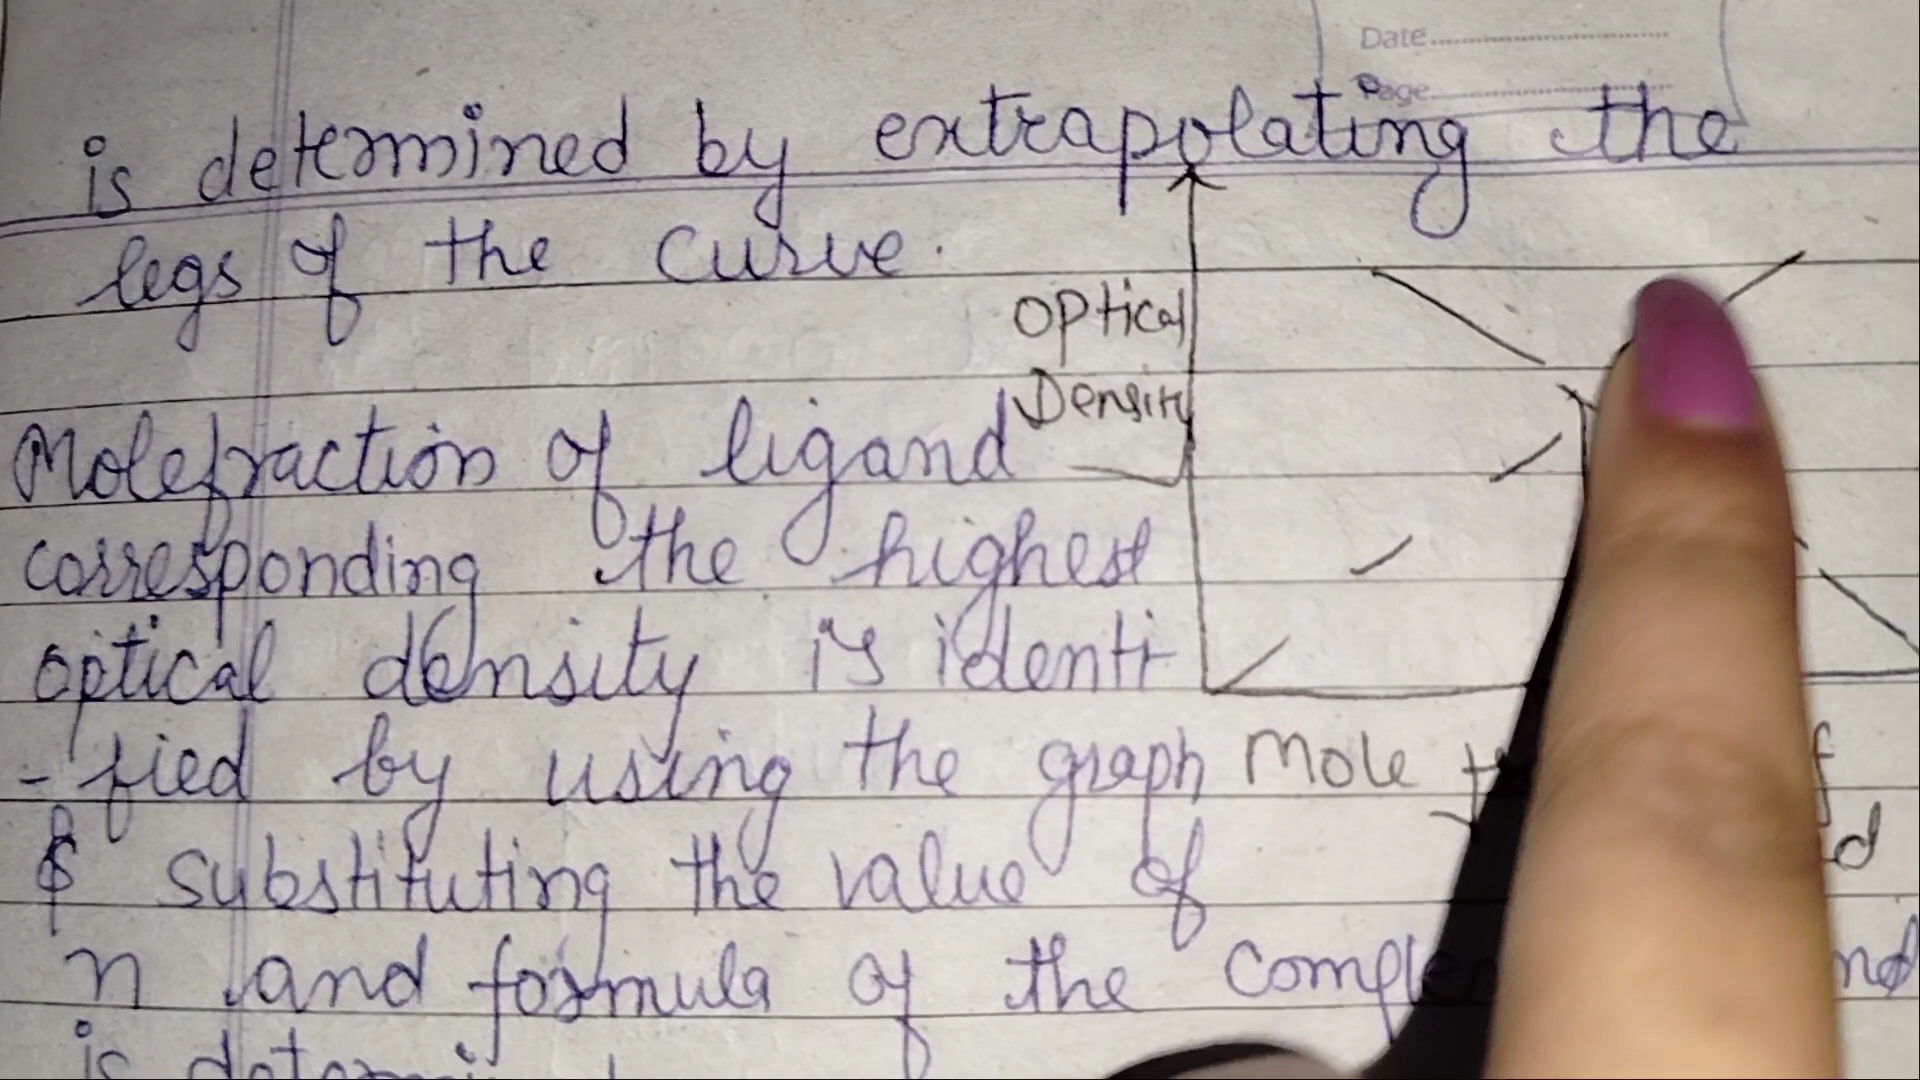 Date
Page
is determined by extrapolating the
legs of the curve.
Optical
Density
Molefraction of ligand
corresponding the highest
optical density is identi
-fied by using the graph
Mole
$ substituting the value of
n and formula of the
is